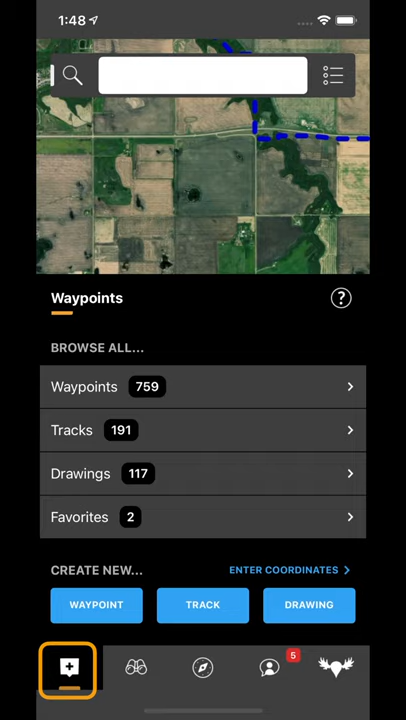 1:48
Waypoints
?
BROWSE ALL...
Waypoints 759
Tracks 191
Drawings 117
Favorites 2
CREATE NEW... ENTER COORDINATES
WAYPOINT TRACK DRAWING
5